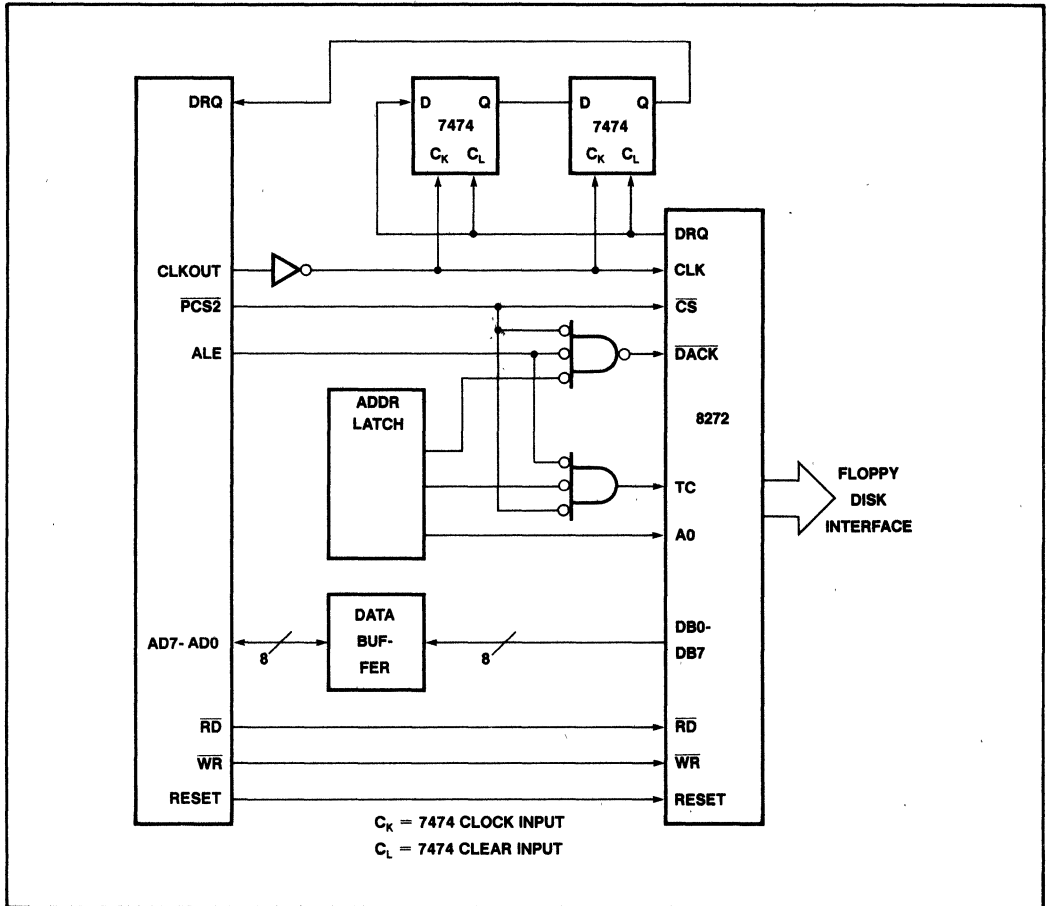 DRQ
D Q
7474
CK CL
D Q
7474
CK CL
DRQ
CLKOUT
CLK
PCS2
CS
ALE
DACK
ADDR
LATCH
8272
TC
A0
FLOPPY
DISK
INTERFACE
AD7- AD0
8
DATA
BUF-
FER
8
DB0-
DB7
RD
RD
WR
WR
RESET
RESET
CK = 7474 CLOCK INPUT
CL = 7474 CLEAR INPUT